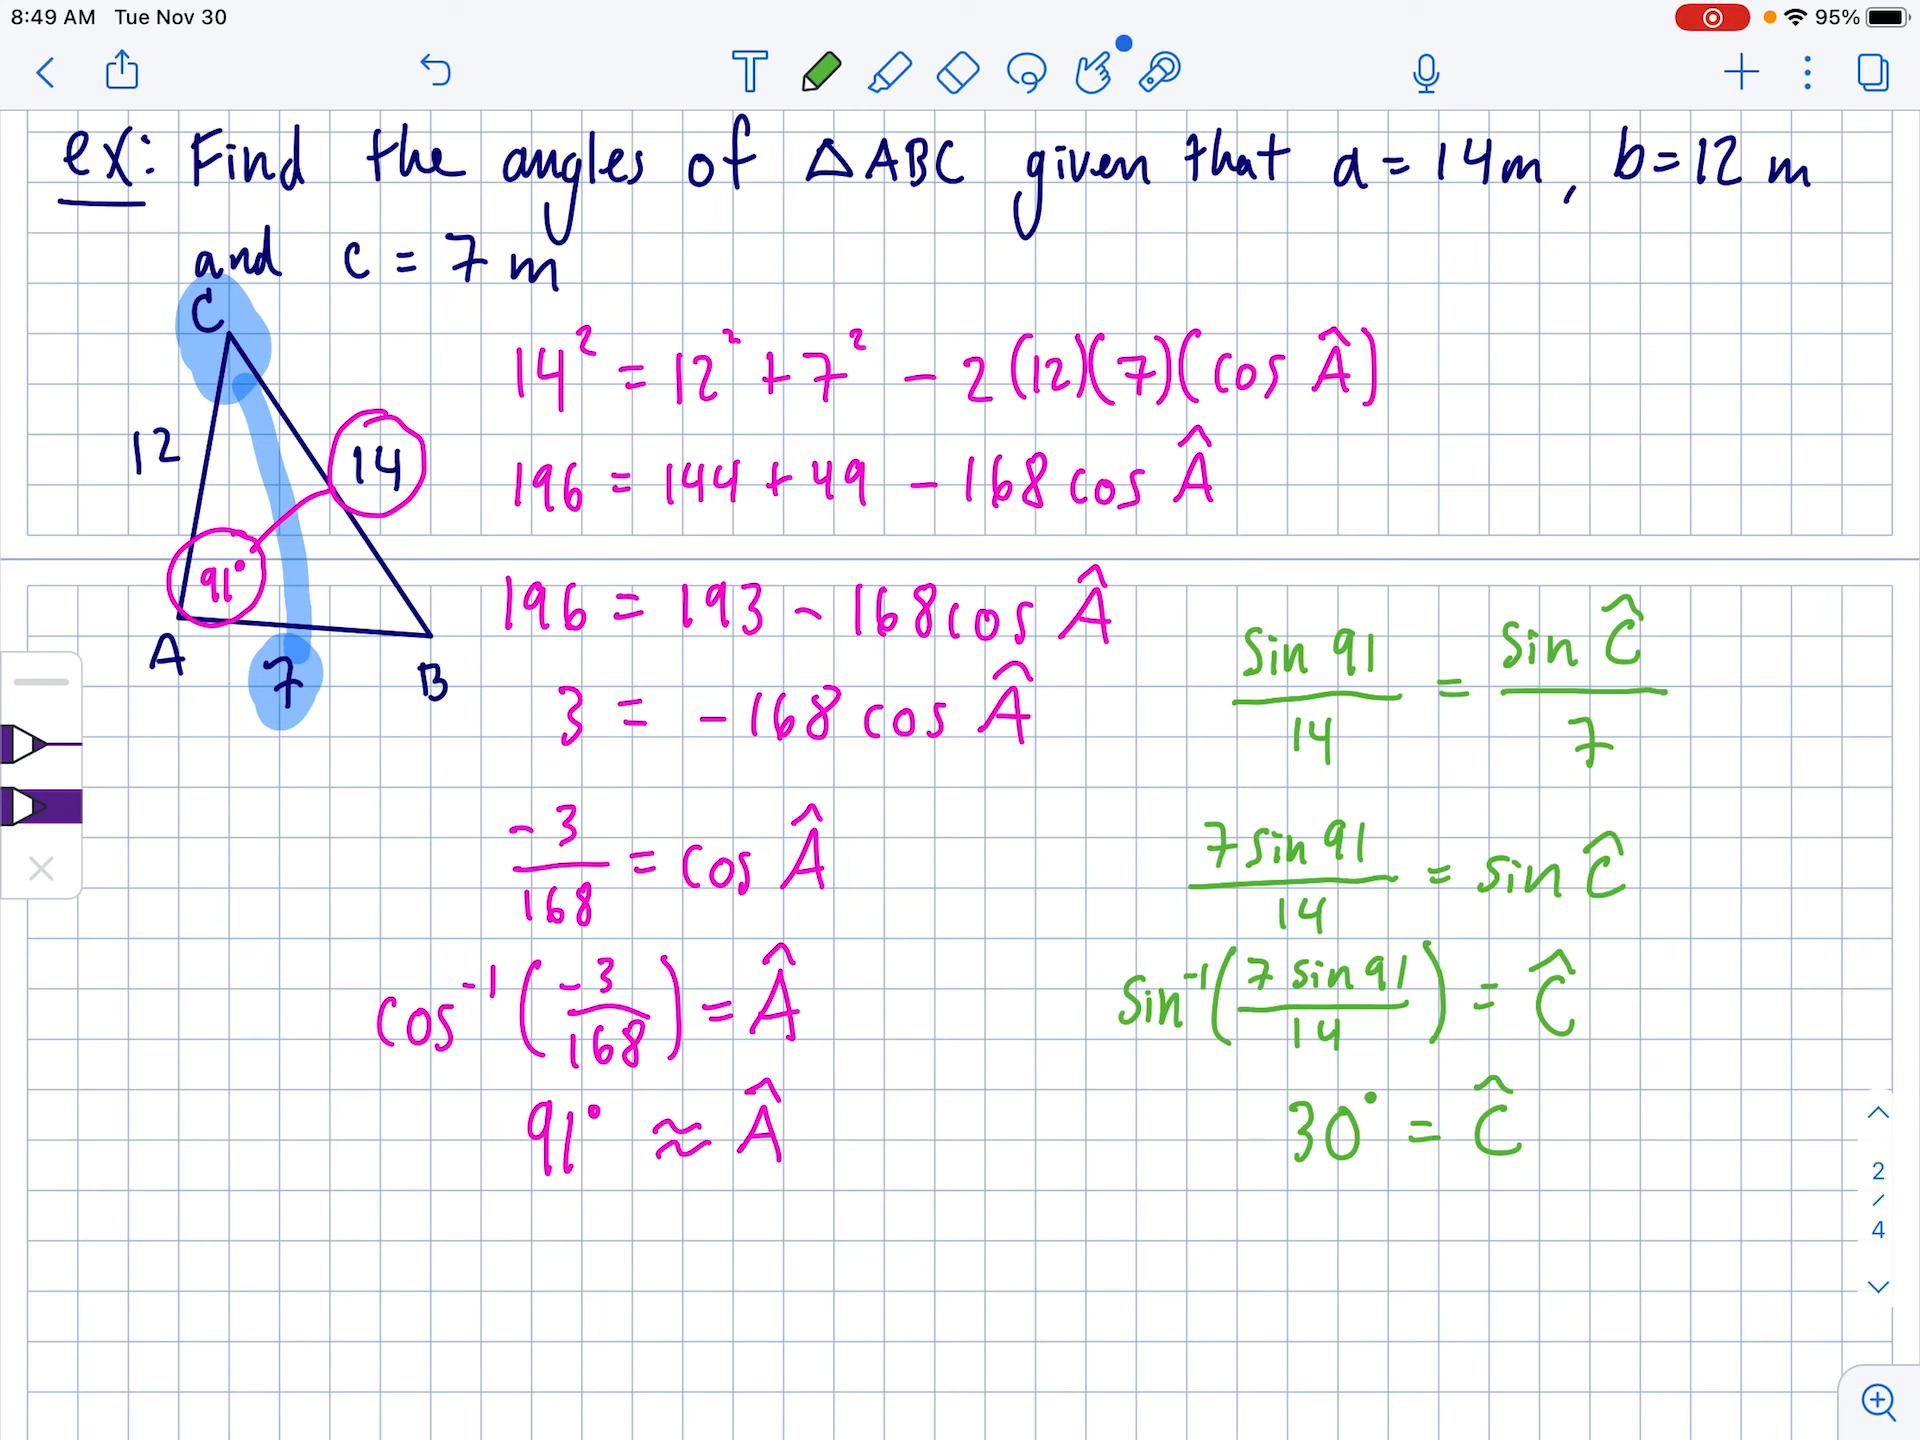 8:49 AM Tue Nov 30
95%
T
ex: Find the angles of △ABC given that a = 14m, b = 12 m
and c = 7 m
C
12
14
91°
A
7
B
14² = 12² + 7² - 2(12)(7)(cos Â)
196 = 144 + 49 - 168 cos Â
196 = 193 - 168 cos Â
3 = -168 cos Â
-3/168 = cos Â
cos⁻¹(-3/168) = Â
91° ≈ Â
Sin 91/14 = Sin Ĉ/7
7 sin 91/14 = sin Ĉ
Sin⁻¹(7 sin 91/14) = Ĉ
30° = Ĉ
2
/
4